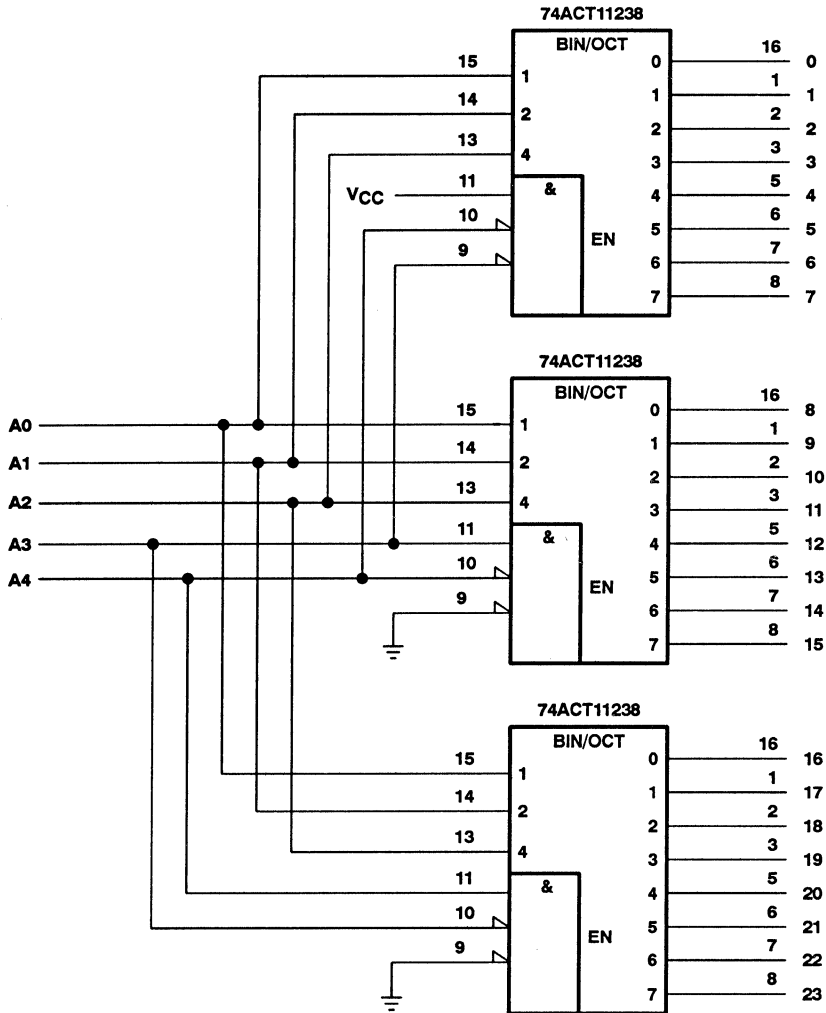 74ACT11238
BIN/OCT
15 1 0 16 0
1 1 1
14 2 2 2 2
13 4 3 3 3
VCC 11 & 4 5 4
10 EN 5 6 5
9 6 7 6
7 8 7
74ACT11238
BIN/OCT
A0 15 1 0 16 8
1 1 9
A1 14 2 2 2 10
A2 13 4 3 3 11
A3 11 & 4 5 12
A4 10 EN 5 6 13
9 6 7 14
7 8 15
74ACT11238
BIN/OCT
15 1 0 16 16
1 1 17
14 2 2 2 18
13 4 3 3 19
11 & 4 5 20
10 EN 5 6 21
9 6 7 22
7 8 23